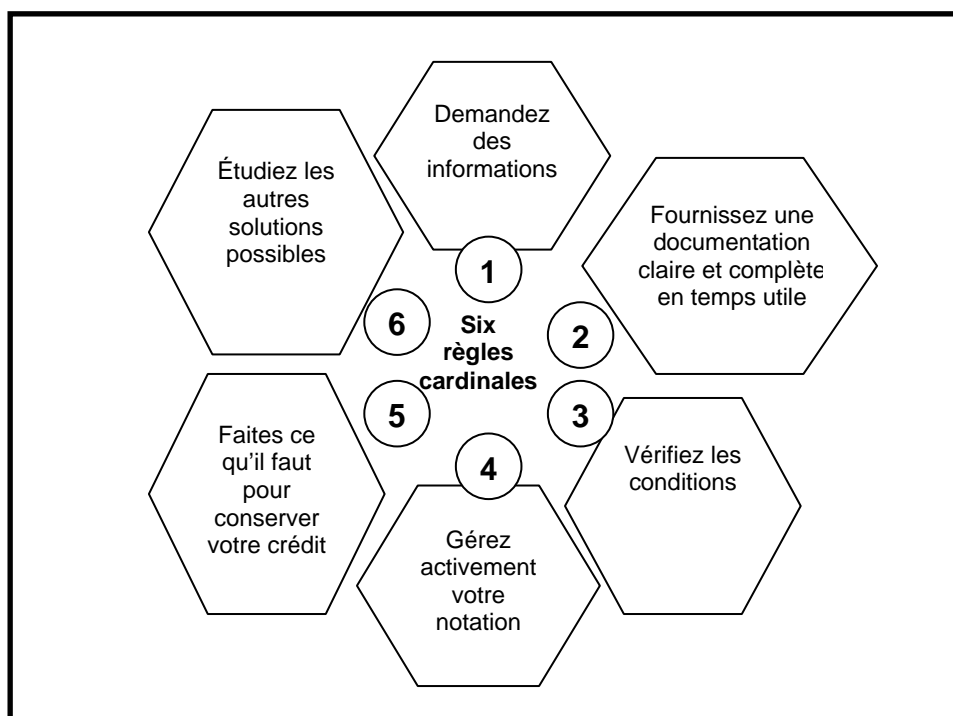 Six
règles
cardinales
1
Demandez
des
informations
2
Fournissez une
documentation
claire et complète
en temps utile
3
Vérifiez les
conditions
4
Gérez
activement
votre
notation
5
Faites ce
qu'il faut
pour
conserver
votre crédit
6
Étudiez les
autres
solutions
possibles